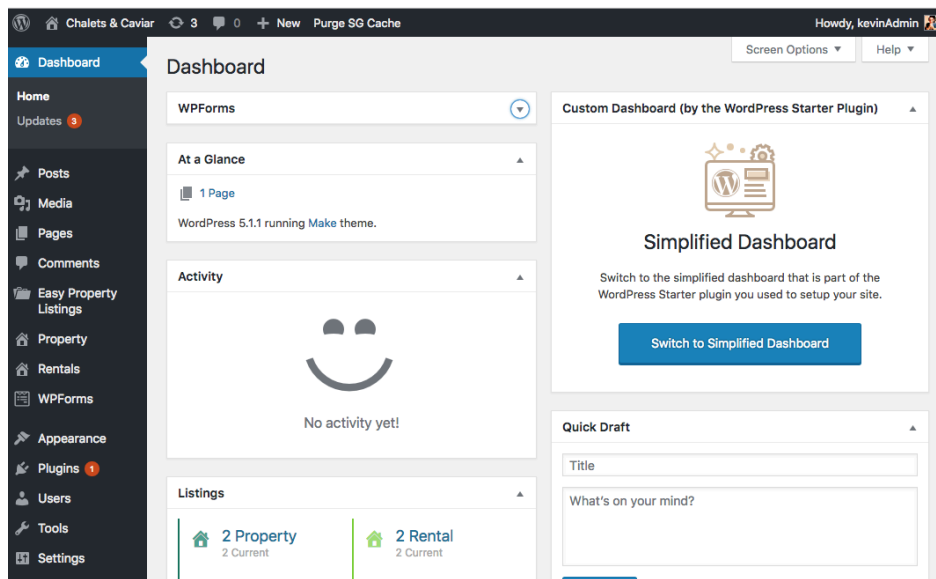 Chalets & Caviar 3 0 New Purge SG Cache Howdy, kevinAdmin
Screen Options Help
Dashboard
Home
Updates 3
Posts
Media
Pages
Comments
Easy Property
Listings
Property
Rentals
WPForms
Appearance
Plugins 1
Users
Tools
Settings
Dashboard
WPForms
At a Glance
1 Page
WordPress 5.1.1 running Make theme.
Activity
No activity yet!
Listings
2 Property
2 Current
2 Rental
2 Current
Custom Dashboard (by the WordPress Starter Plugin)
Simplified Dashboard
Switch to the simplified dashboard that is part of the
WordPress Starter plugin you used to setup your site.
Switch to Simplified Dashboard
Quick Draft
Title
What's on your mind?